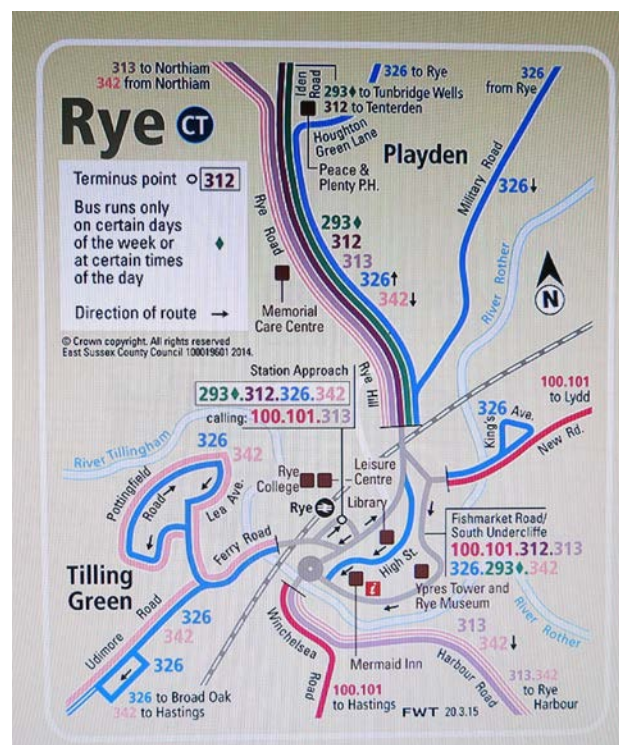 313 to Northiam
342 from Northiam
Rye CT
Terminus point 312
Bus runs only
on certain days
of the week or
at certain times
of the day
Direction of route
© Crown copyright. All rights reserved
East Sussex County Council 100019601 2014.
Iden
Road
326 to Rye
293♦ to Tunbridge Wells
312 to Tenterden
326
from Rye
Houghton
Green Lane
Playden
Peace &
Plenty P.H.
Military Road
326
River Rother
Rye Road
293♦
312
313
326
342
N
Memorial
Care Centre
Rye Hill
Station Approach
293♦.312.326.342
calling: 100.101.313
100.101
to Lydd
326
King's
Ave.
New Rd.
River Tillingham
326
342
Pottingfield
Road
Lea Ave.
Rye
College
Leisure
Centre
Rye
Library
Ferry Road
High St.
Fishmarket Road/
South Undercliffe
100.101.312.313
326.293♦.342
Tilling
Green
i
Ypres Tower and
Rye Museum
River Rother
Udimore Road
326
342
326
Winchelsea
Road
Mermaid Inn
313
342
Harbour Road
326 to Broad Oak
342 to Hastings
100.101
to Hastings
313.342
to Rye
Harbour
FWT 20.3.15